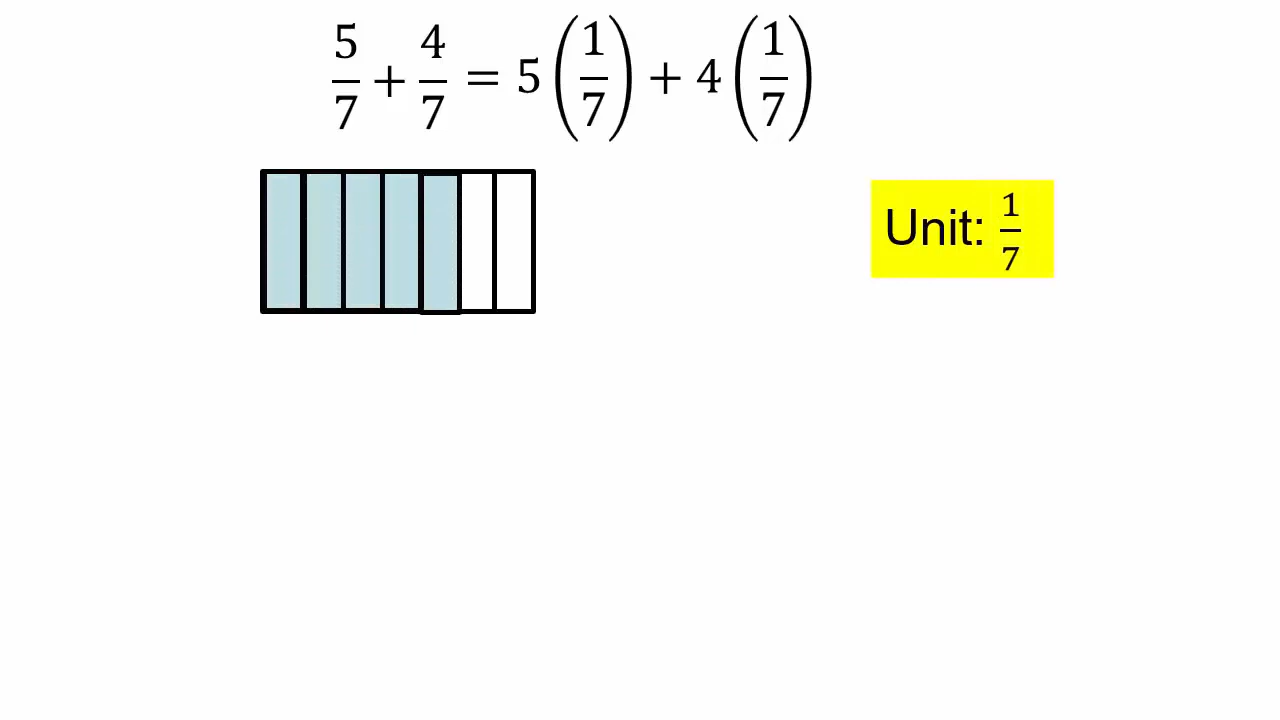 5/7 + 4/7 = 5(1/7) + 4(1/7)
Unit: 1/7